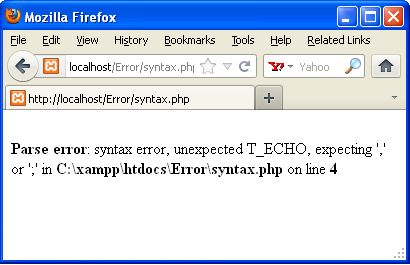 Mozilla Firefox
File Edit View History Bookmarks Tools Help Related Links
localhost/Error/syntax.php Yahoo
http://localhost/Error/syntax.php
Parse error: syntax error, unexpected T_ECHO, expecting ','
or ';' in C:\xampp\htdocs\Error\syntax.php on line 4